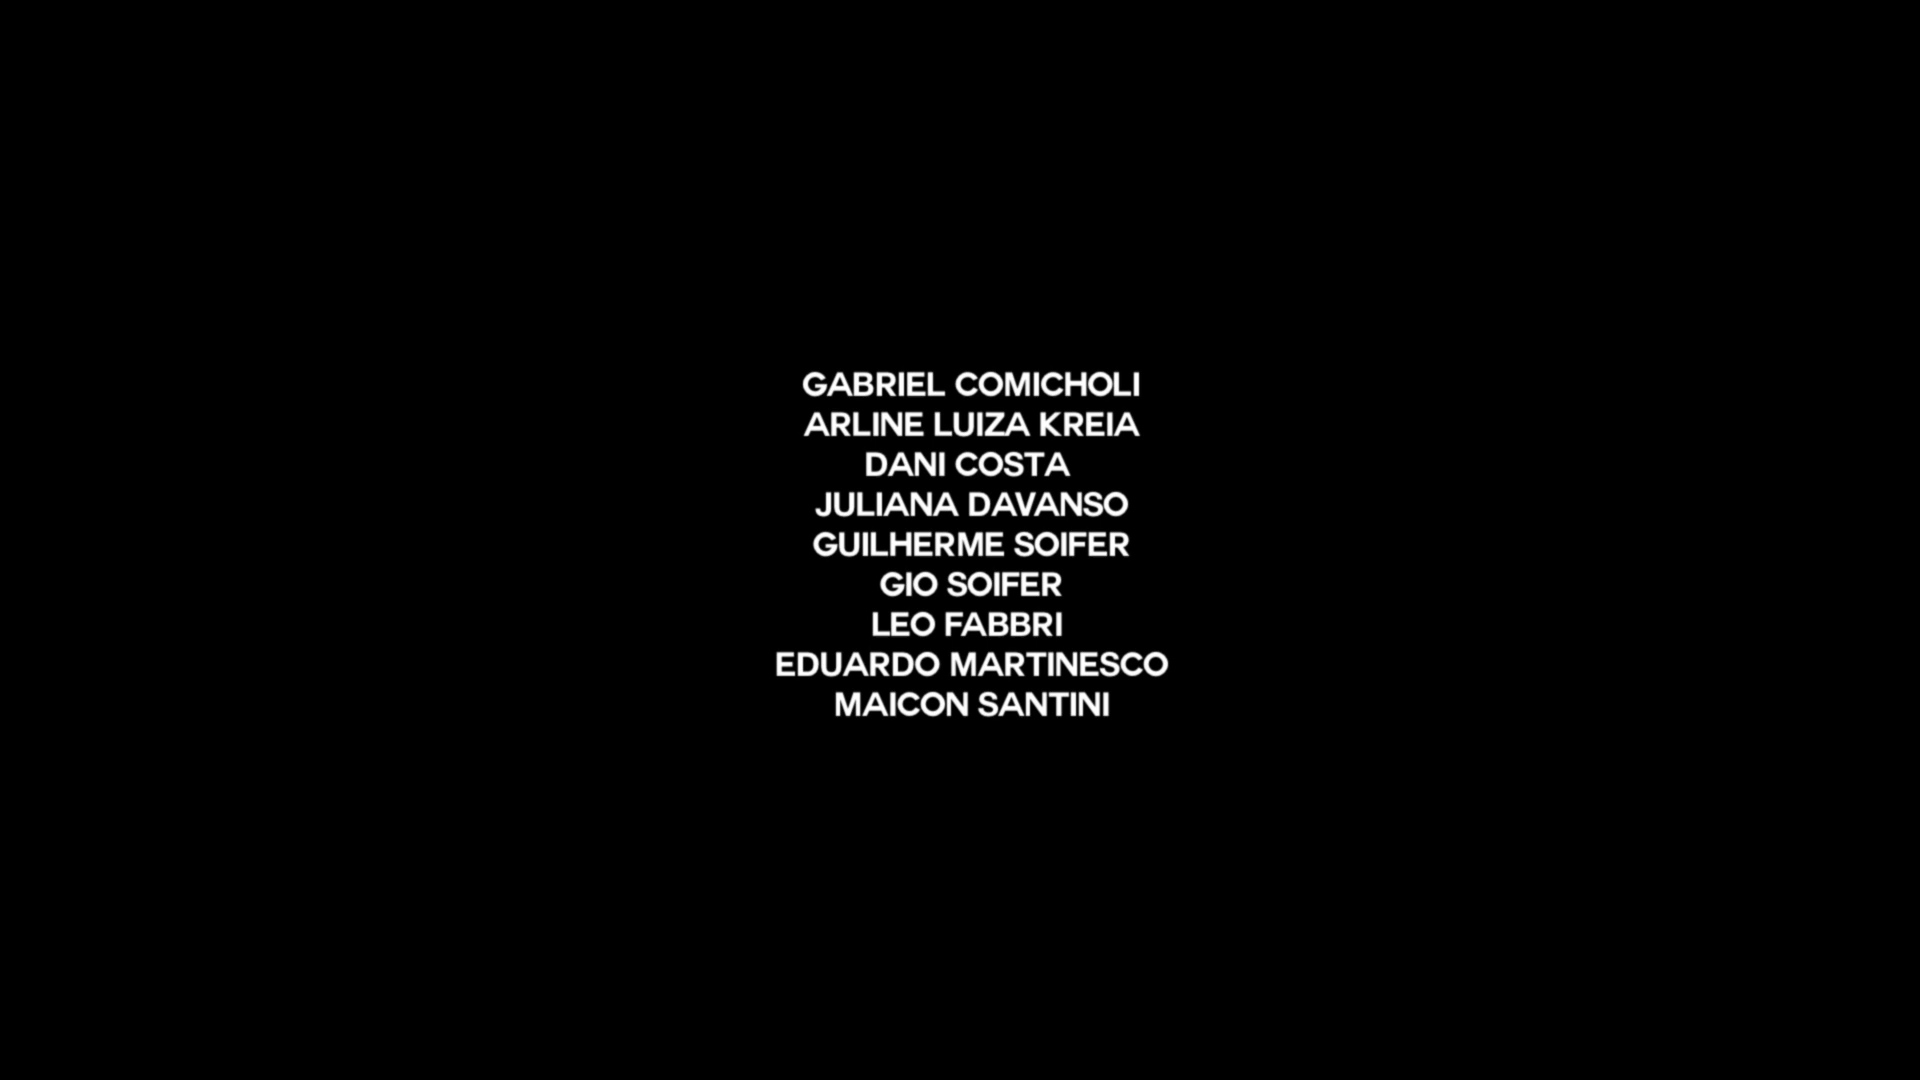 GABRIEL COMICHOLI
ARLINE LUIZA KREIA
DANI COSTA
JULIANA DAVANSO
GUILHERME SOIFER
GIO SOIFER
LEO FABBRI
EDUARDO MARTINESCO
MAICON SANTINI